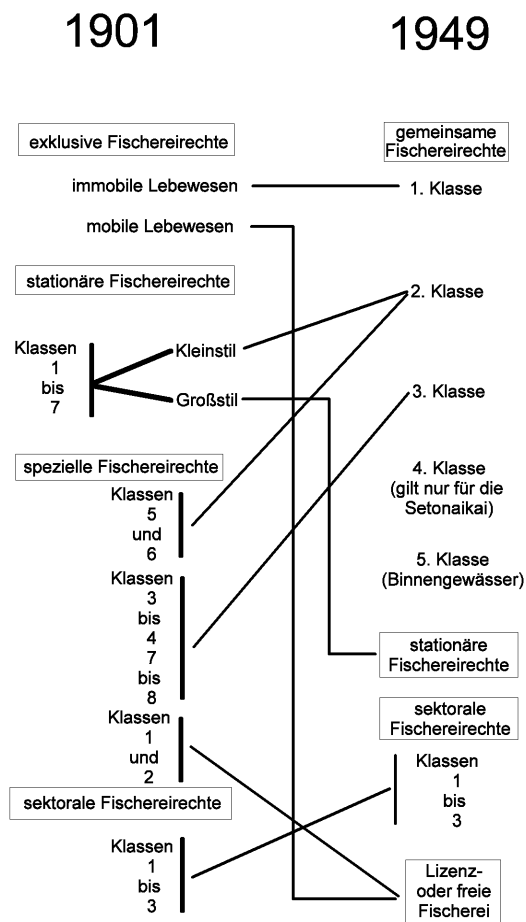 1901
exklusive Fischereirechte
immobile Lebewesen
mobile Lebewesen
stationäre Fischereirechte
Klassen
1
bis
7
Kleinstil
Großstil
spezielle Fischereirechte
Klassen
5
und
6
Klassen
3
bis
4
7
bis
8
Klassen
1
und
2
sektorale Fischereirechte
Klassen
1
bis
3
1949
gemeinsame
Fischereirechte
1. Klasse
2. Klasse
3. Klasse
4. Klasse
(gilt nur für die
Setonaikai)
5. Klasse
(Binnengewässer)
stationäre
Fischereirechte
sektorale
Fischereirechte
Klassen
1
bis
3
Lizenz-
oder freie
Fischerei